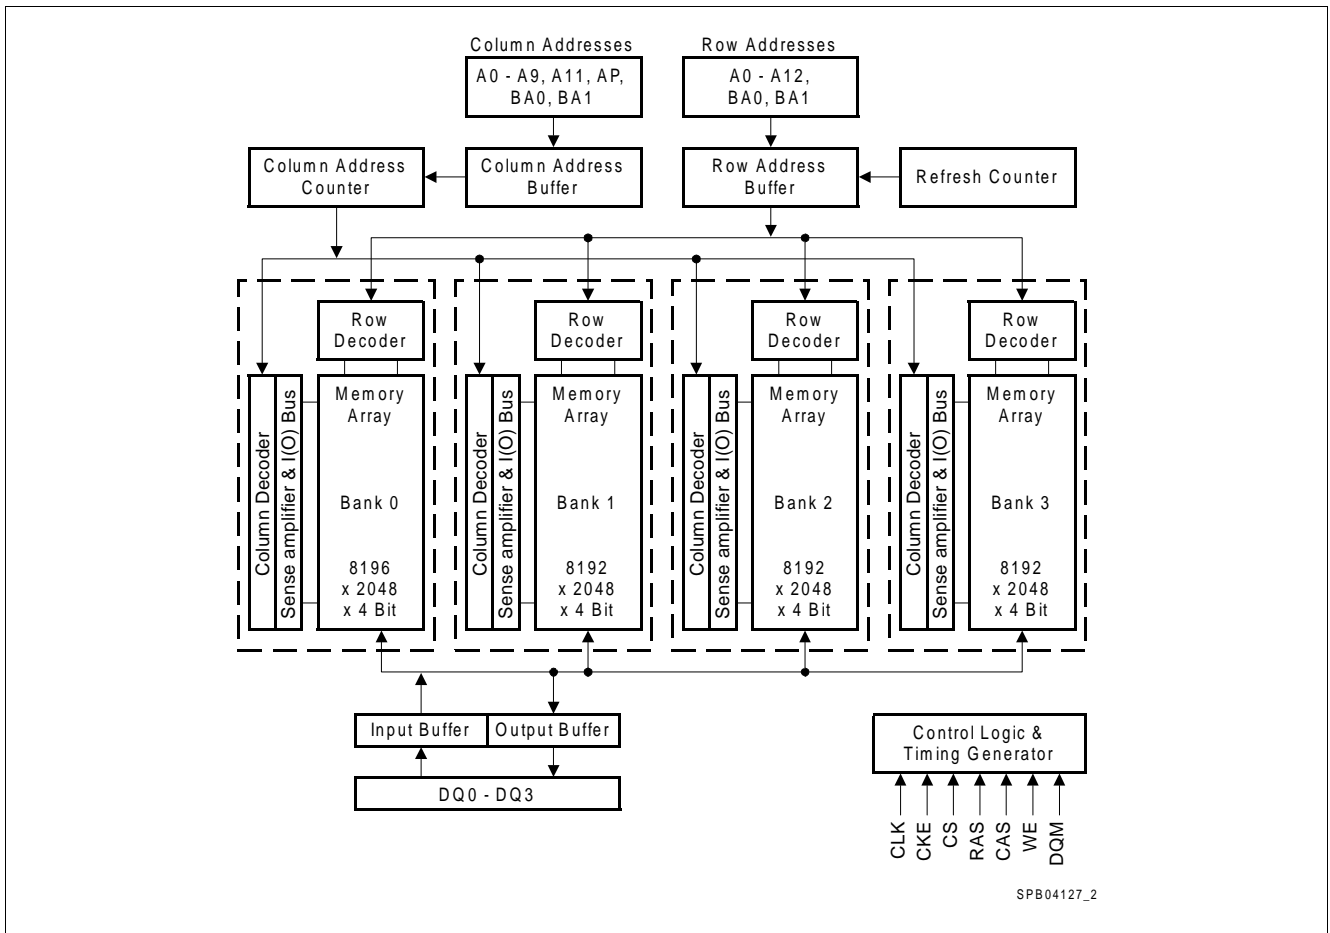 Column Addresses
A0 - A9, A11, AP,
BA0, BA1
Row Addresses
A0 - A12,
BA0, BA1
Column Address
Counter
Column Address
Buffer
Row Address
Buffer
Refresh Counter
Row
Decoder
Row
Decoder
Row
Decoder
Row
Decoder
Column Decoder
Sense amplifier & I(O) Bus
Memory
Array
Bank 0
8196
x 2048
x 4 Bit
Column Decoder
Sense amplifier & I(O) Bus
Memory
Array
Bank 1
8192
x 2048
x 4 Bit
Column Decoder
Sense amplifier & I(O) Bus
Memory
Array
Bank 2
8192
x 2048
x 4 Bit
Column Decoder
Sense amplifier & I(O) Bus
Memory
Array
Bank 3
8192
x 2048
x 4 Bit
Input Buffer
Output Buffer
DQ0 - DQ3
Control Logic &
Timing Generator
CLK
CKE
CS
RAS
CAS
WE
DQM
SPB04127_2